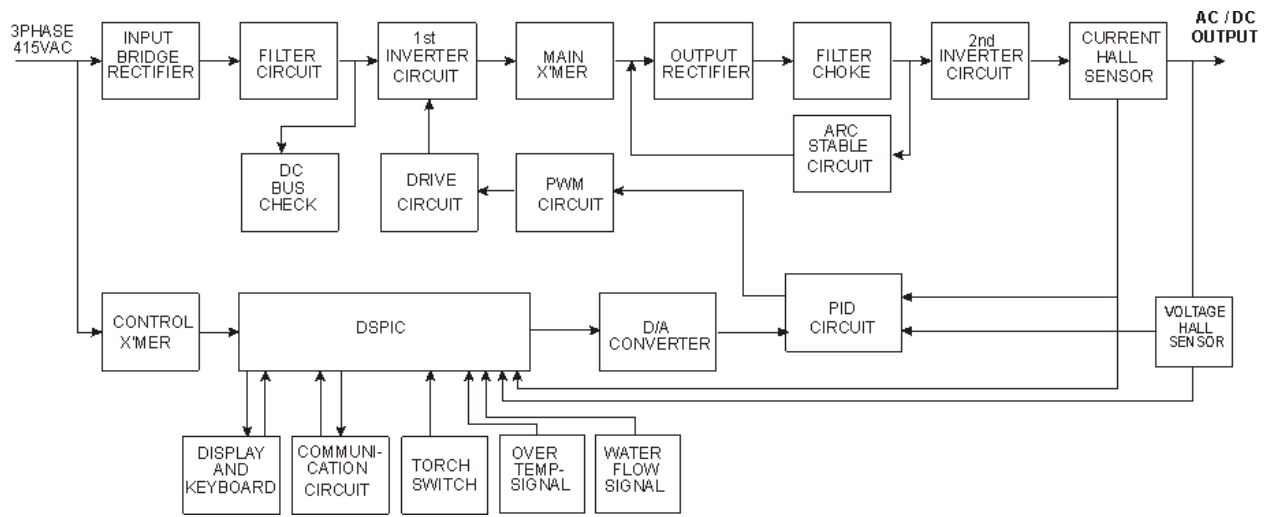 3PHASE
415VAC
INPUT
BRIDGE
RECTIFIER
FILTER
CIRCUIT
1st
INVERTER
CIRCUIT
MAIN
X'MER
OUTPUT
RECTIFIER
FILTER
CHOKE
2nd
INVERTER
CIRCUIT
CURRENT
HALL
SENSOR
AC / DC
OUTPUT
DC
BUS
CHECK
DRIVE
CIRCUIT
PWM
CIRCUIT
ARC
STABLE
CIRCUIT
CONTROL
X'MER
DSPIC
D/A
CONVERTER
PID
CIRCUIT
VOLTAGE
HALL
SENSOR
DISPLAY
AND
KEYBOARD
COMMUNI-
CATION
CIRCUIT
TORCH
SWITCH
OVER
TEMP-
SIGNAL
WATER
FLOW
SIGNAL